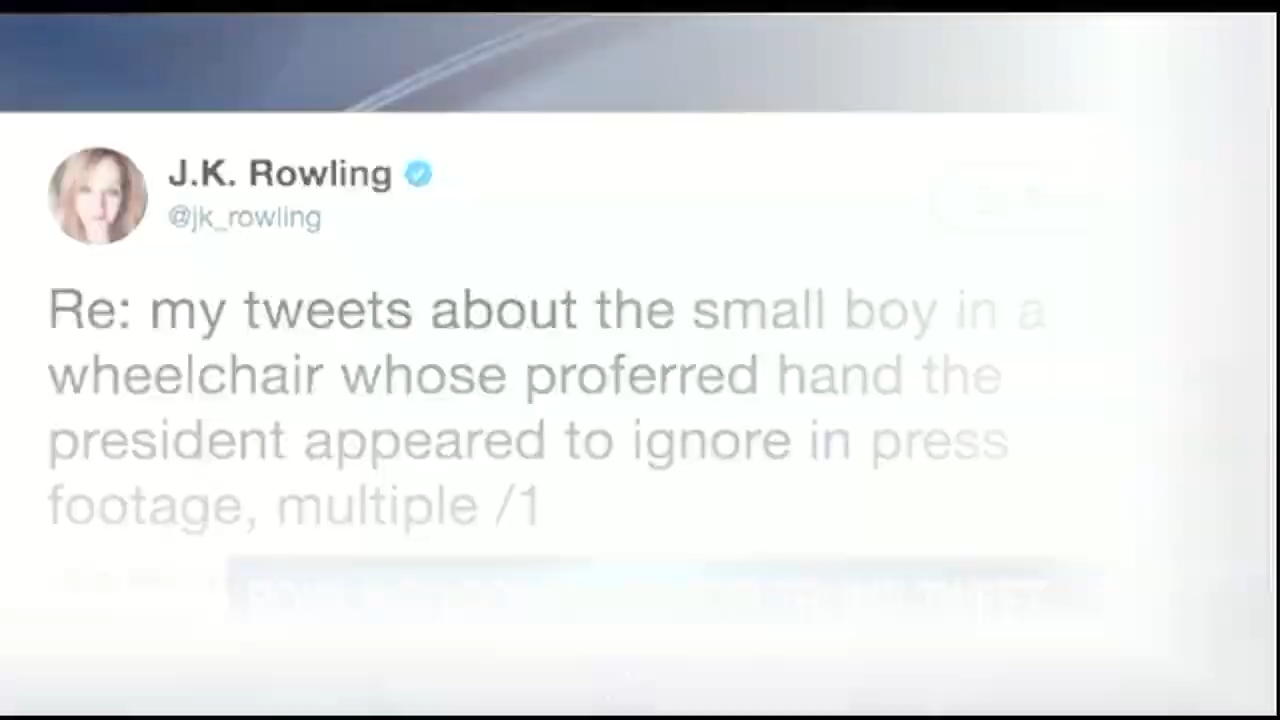 J.K. Rowling
@jk_rowling
Re: my tweets about the small boy in a
wheelchair whose proferred hand the
president appeared to ignore in press
footage, multiple /1